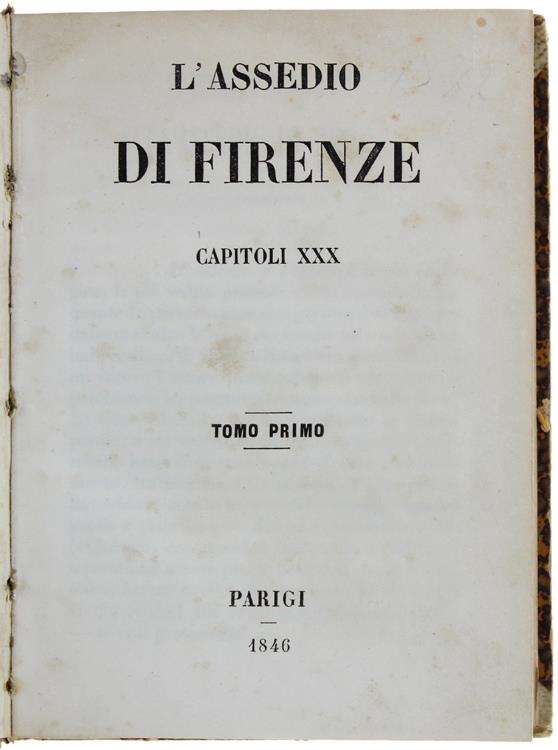 L'ASSEDIO
DI FIRENZE
CAPITOLI XXX
TOMO PRIMO
PARIGI
1846